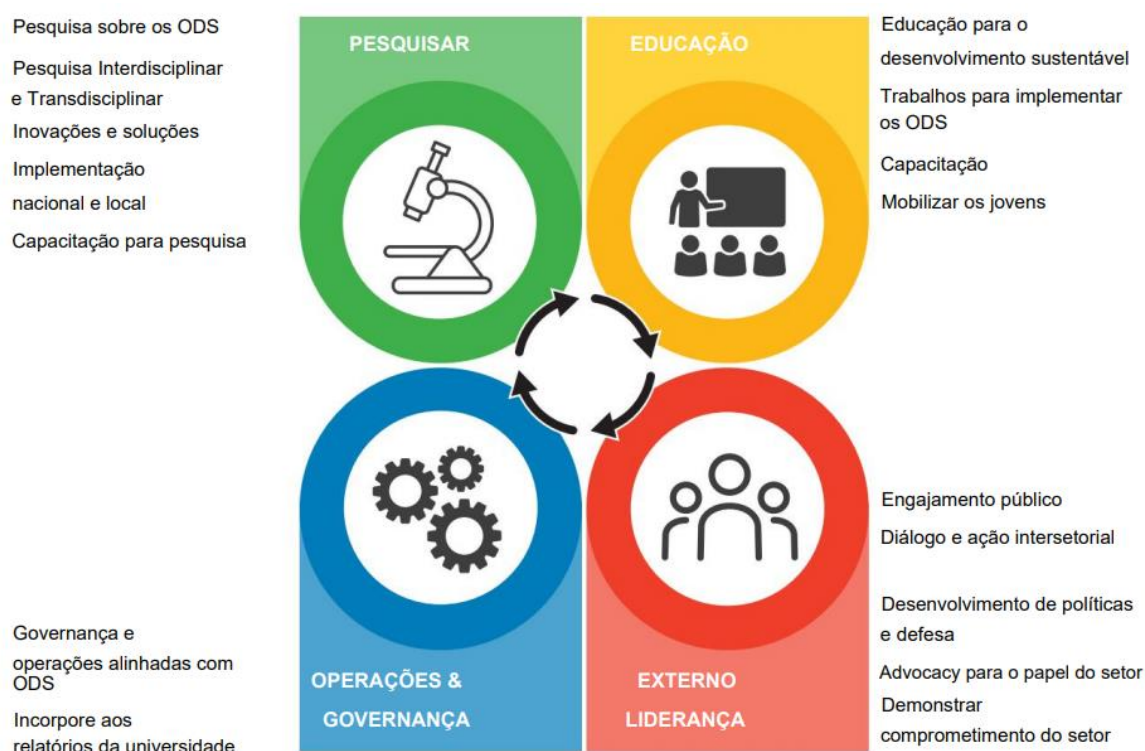 Pesquisa sobre os ODS
Pesquisa Interdisciplinar
e Transdisciplinar
Inovações e soluções
Implementação
nacional e local
Capacitação para pesquisa
PESQUISAR
EDUCAÇÃO
Educação para o
desenvolvimento sustentável
Trabalhos para implementar
os ODS
Capacitação
Mobilizar os jovens
Governança e
operações alinhadas com
ODS
Incorpore aos
relatórios da universidade
OPERAÇÕES &
GOVERNANÇA
EXTERNO
LIDERANÇA
Engajamento público
Diálogo e ação intersetorial
Desenvolvimento de políticas
e defesa
Advocacy para o papel do setor
Demonstrar
comprometimento do setor